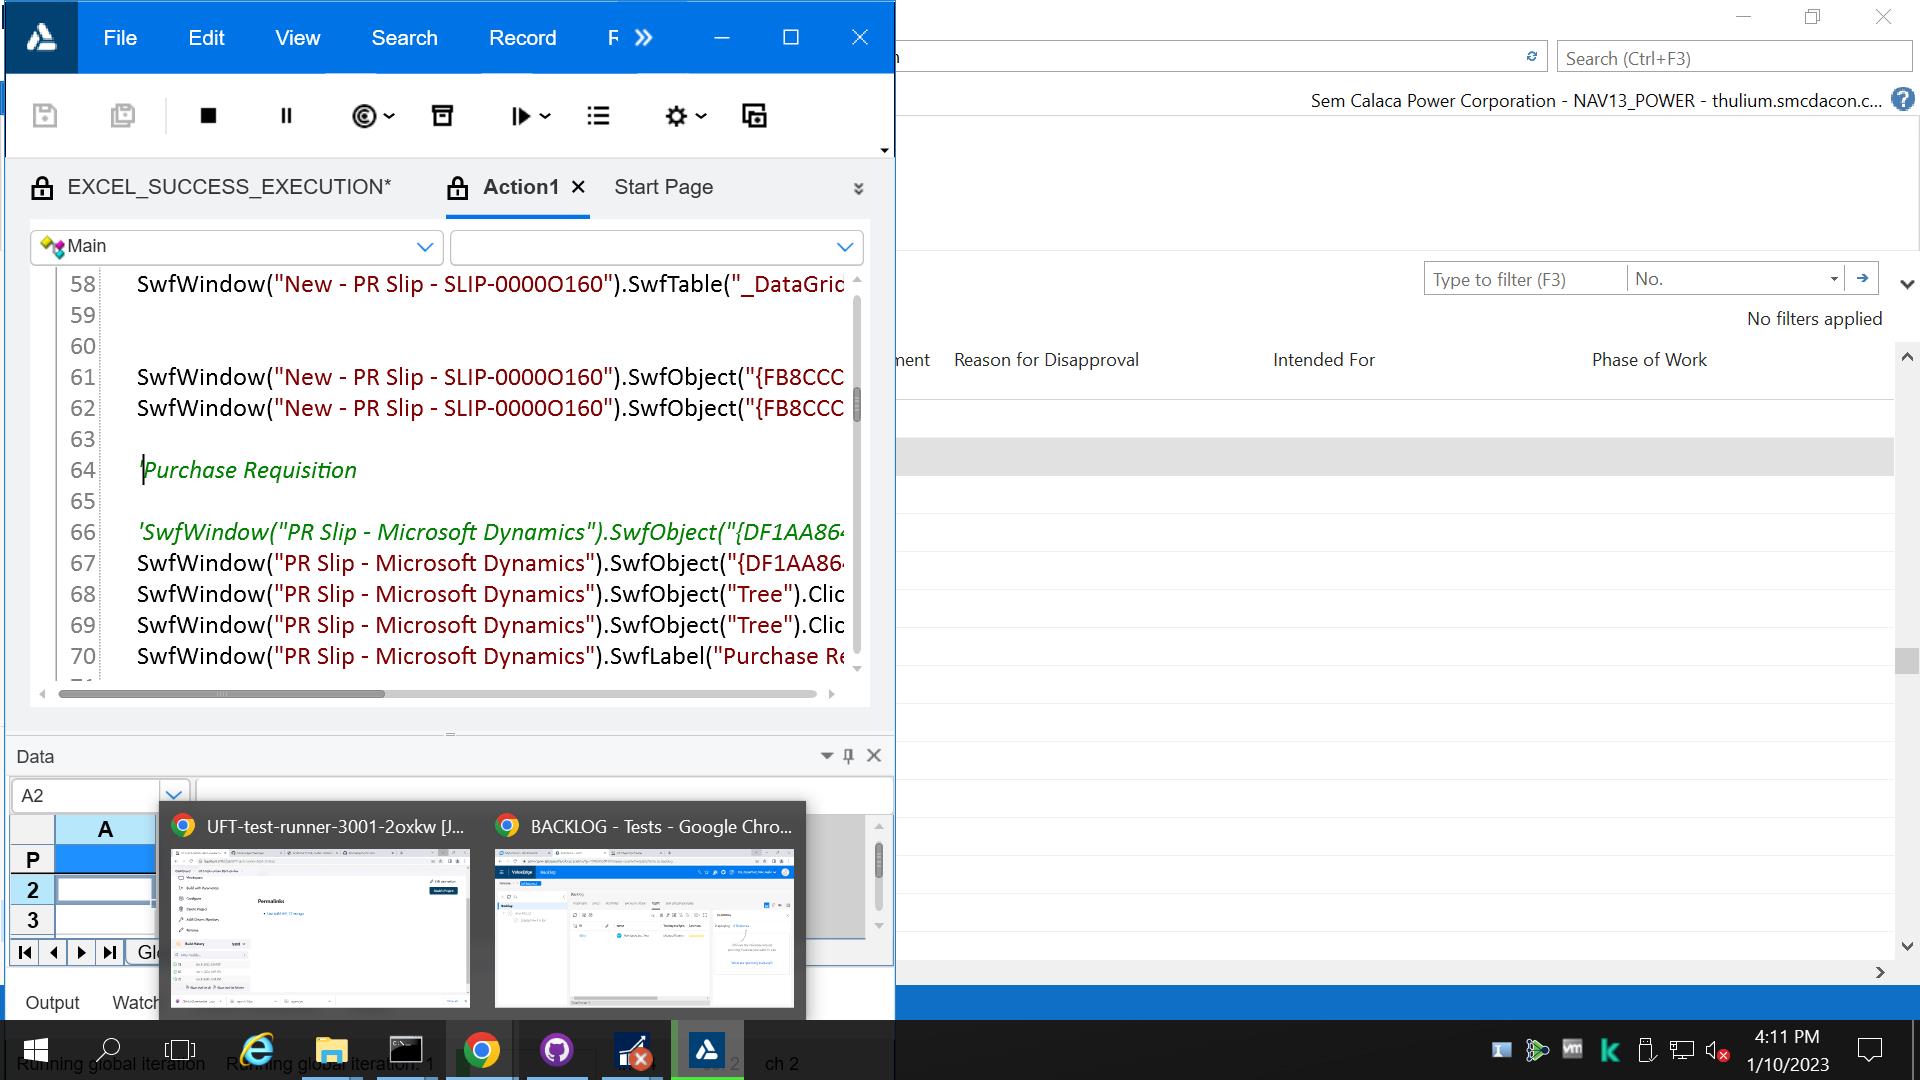 File Edit View Search Record
Search (Ctrl+F3)
Sem Calaca Power Corporation - NAV13_POWER - thulium.smcdacon.c...
EXCEL_SUCCESS_EXECUTION* Action1 Start Page
Main
Type to filter (F3) No.
No filters applied
Reason for Disapproval Intended For Phase of Work
58 SwfWindow("New - PR Slip - SLIP-0000O160").SwfTable("_DataGrid
59
60
61 SwfWindow("New - PR Slip - SLIP-0000O160").SwfObject("{FB8CCC
62 SwfWindow("New - PR Slip - SLIP-0000O160").SwfObject("{FB8CCC
63
64 'Purchase Requisition
65
66 'SwfWindow("PR Slip - Microsoft Dynamics").SwfObject("{DF1AA864
67 SwfWindow("PR Slip - Microsoft Dynamics").SwfObject("{DF1AA864
68 SwfWindow("PR Slip - Microsoft Dynamics").SwfObject("Tree").Clic
69 SwfWindow("PR Slip - Microsoft Dynamics").SwfObject("Tree").Clic
70 SwfWindow("PR Slip - Microsoft Dynamics").SwfLabel("Purchase Re
Data
A2
A
P
2
3
UFT-test-runner-3001-2oxkw [J...
BACKLOG - Tests - Google Chro...
Permalinks
Backlog
Output Watch
Running global iteration Running global iteration: 1 ch 2
4:11 PM
1/10/2023